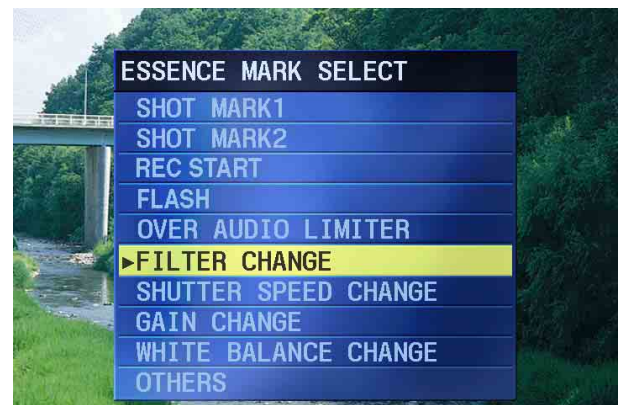 ESSENCE MARK SELECT
SHOT MARK1
SHOT MARK2
REC START
FLASH
OVER AUDIO LIMITER
►FILTER CHANGE
SHUTTER SPEED CHANGE
GAIN CHANGE
WHITE BALANCE CHANGE
OTHERS